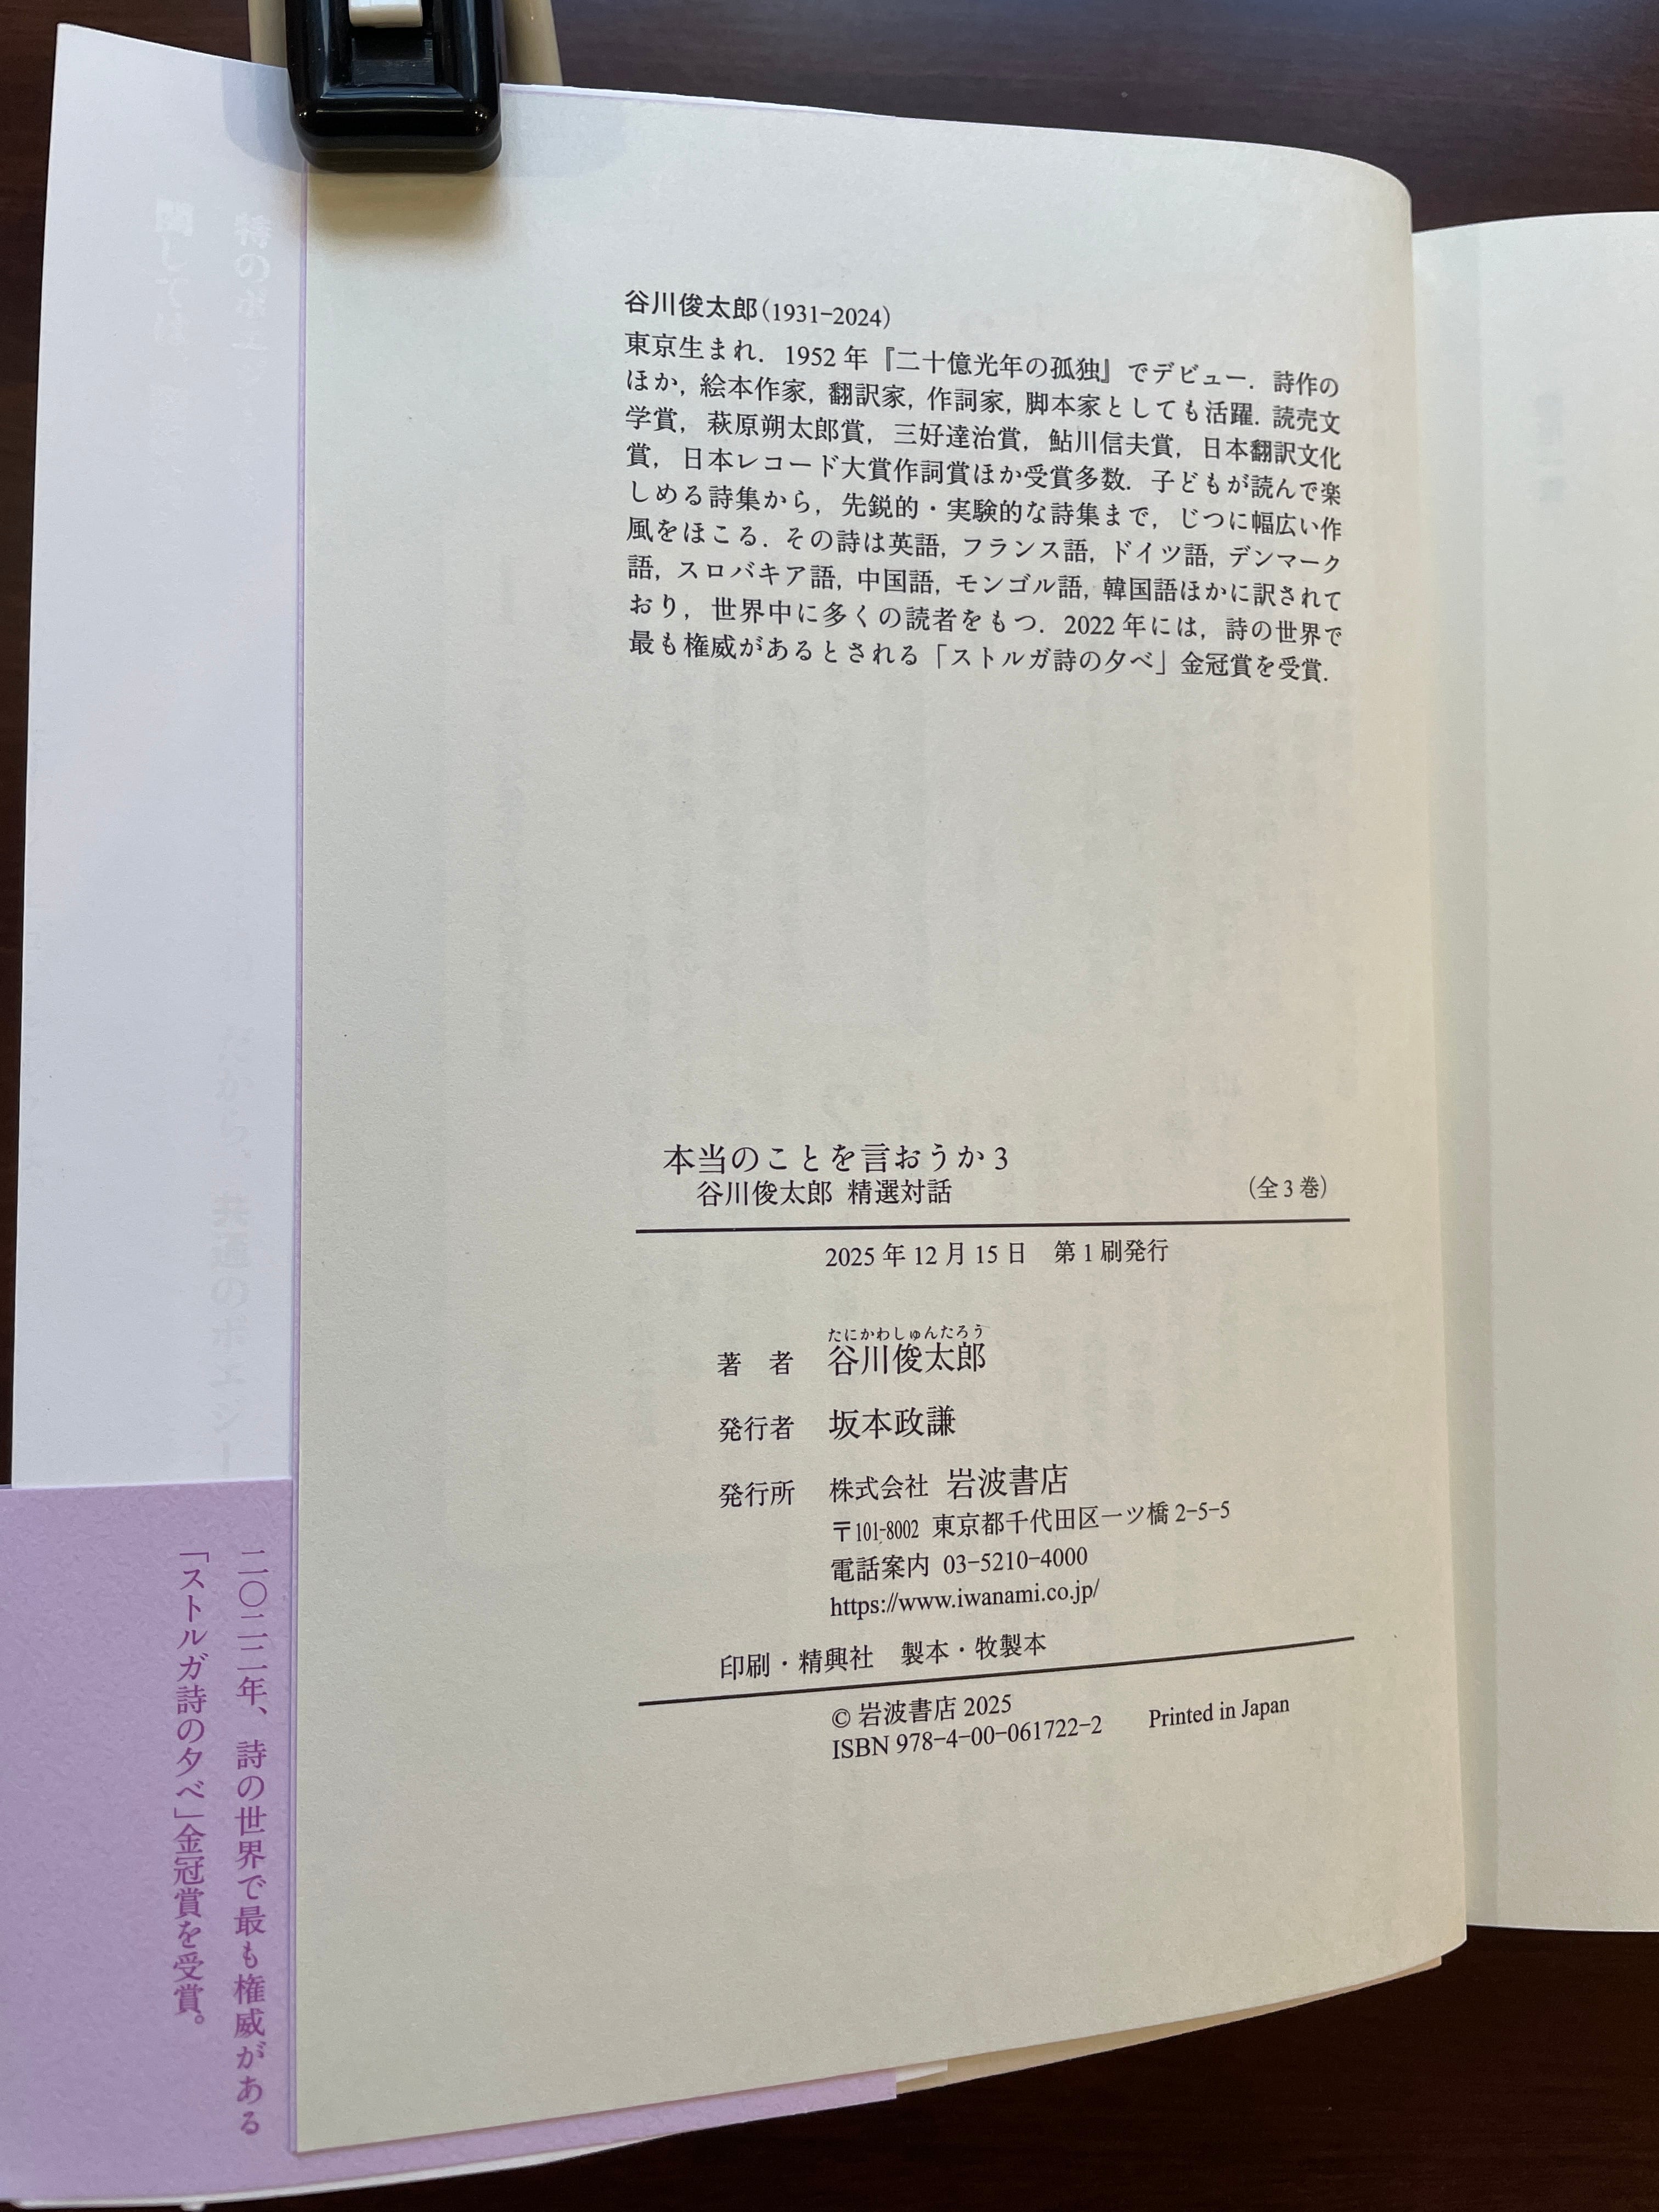 谷川俊太郎(1931-2024)
東京生まれ．1952年『二十億光年の孤独』でデビュー．詩作の
ほか，絵本作家，翻訳家，作詞家，脚本家としても活躍．読売文
学賞，萩原朔太郎賞，三好達治賞，鮎川信夫賞，日本翻訳文化
賞，日本レコード大賞作詞賞ほか受賞多数．子どもが読んで楽
しめる詩集から，先鋭的・実験的な詩集まで，じつに幅広い作
風をほこる．その詩は英語，フランス語，ドイツ語，デンマーク
語，スロバキア語，中国語，モンゴル語，韓国語ほかに訳されて
おり，世界中に多くの読者をもつ．2022年には，詩の世界で
最も権威があるとされる「ストルガ詩の夕べ」金冠賞を受賞．
本当のことを言おうか 3
谷川俊太郎 精選対話 (全3巻)
2025年12月15日 第1刷発行
たにかわしゅんたろう
著 者 谷川俊太郎
発行者 坂本政謙
発行所 株式会社 岩波書店
〒101-8002 東京都千代田区一ツ橋2-5-5
電話案内 03-5210-4000
https://www.iwanami.co.jp/
印刷・精興社 製本・牧製本
© 岩波書店 2025
ISBN 978-4-00-061722-2 Printed in Japan
二〇二二年、詩の世界で最も権威がある
「ストルガ詩の夕べ」金冠賞を受賞。